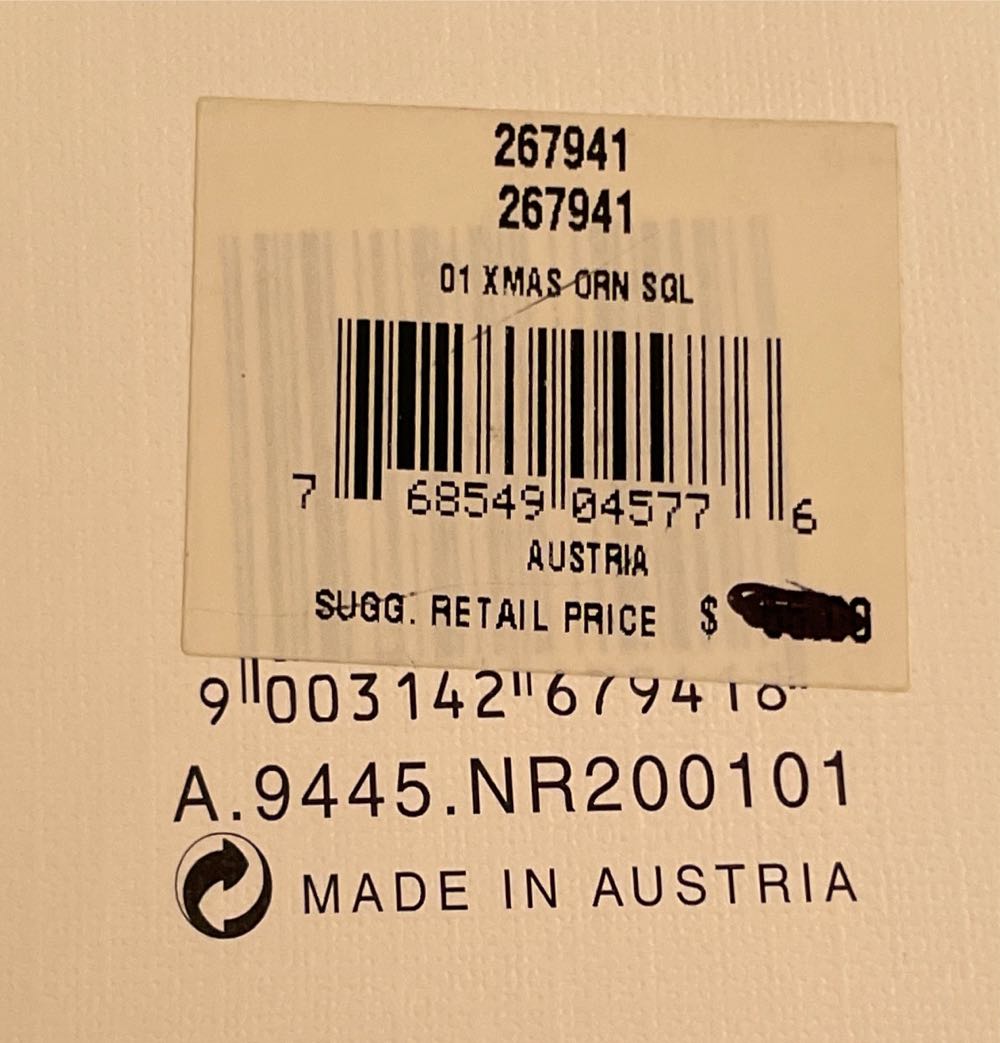 267941
267941
01 XMAS ORN SGL
7 68549 04577 6
AUSTRIA
SUGG. RETAIL PRICE $
9 003142 679418
A.9445.NR200101
MADE IN AUSTRIA